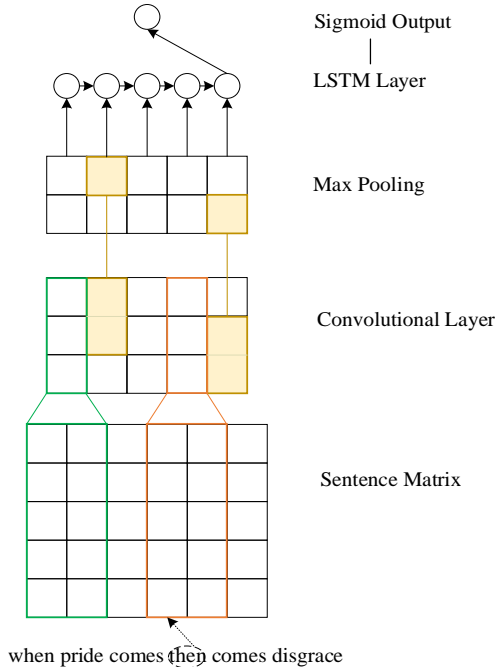 Sigmoid Output
LSTM Layer
Max Pooling
Convolutional Layer
Sentence Matrix
when pride comes then comes disgrace